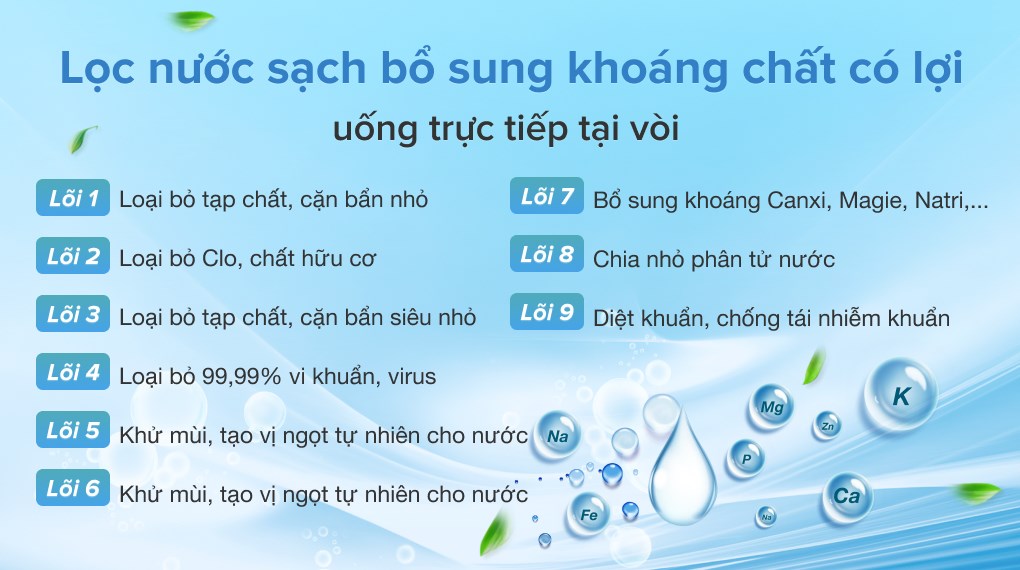 Lọc nước sạch bổ sung khoáng chất có lợi
uống trực tiếp tại vòi
Lõi 1 Loại bỏ tạp chất, cặn bẩn nhỏ
Lõi 2 Loại bỏ Clo, chất hữu cơ
Lõi 3 Loại bỏ tạp chất, cặn bẩn siêu nhỏ
Lõi 4 Loại bỏ 99,99% vi khuẩn, virus
Lõi 5 Khử mùi, tạo vị ngọt tự nhiên cho nước
Lõi 6 Khử mùi, tạo vị ngọt tự nhiên cho nước
Lõi 7 Bổ sung khoáng Canxi, Magie, Natri,...
Lõi 8 Chia nhỏ phân tử nước
Lõi 9 Diệt khuẩn, chống tái nhiễm khuẩn
K
Mg
Zn
Na
P
Ca
Fe
Na